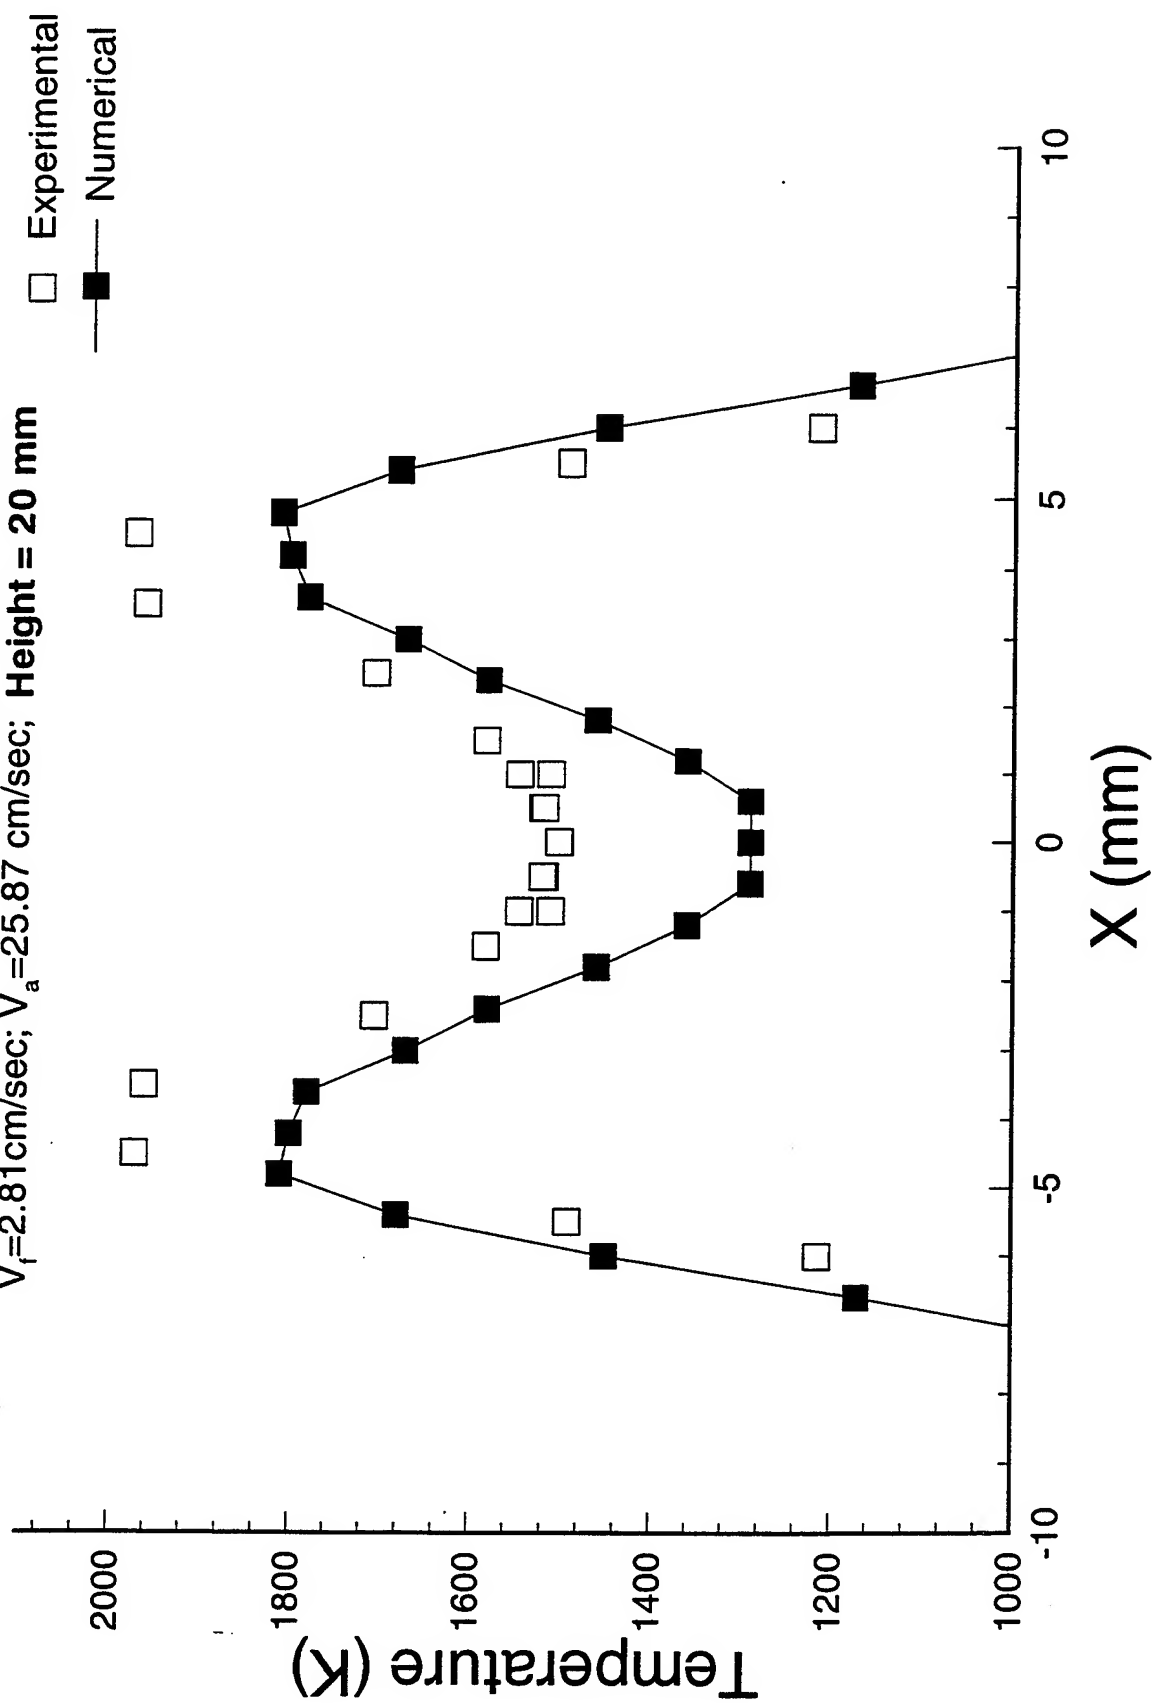 V_f=2.81cm/sec; V_a=25.87 cm/sec; Height = 20 mm
Experimental
Numerical
Temperature (K)
2000
1800
1600
1400
1200
1000
-10
-5
0
5
10
X (mm)